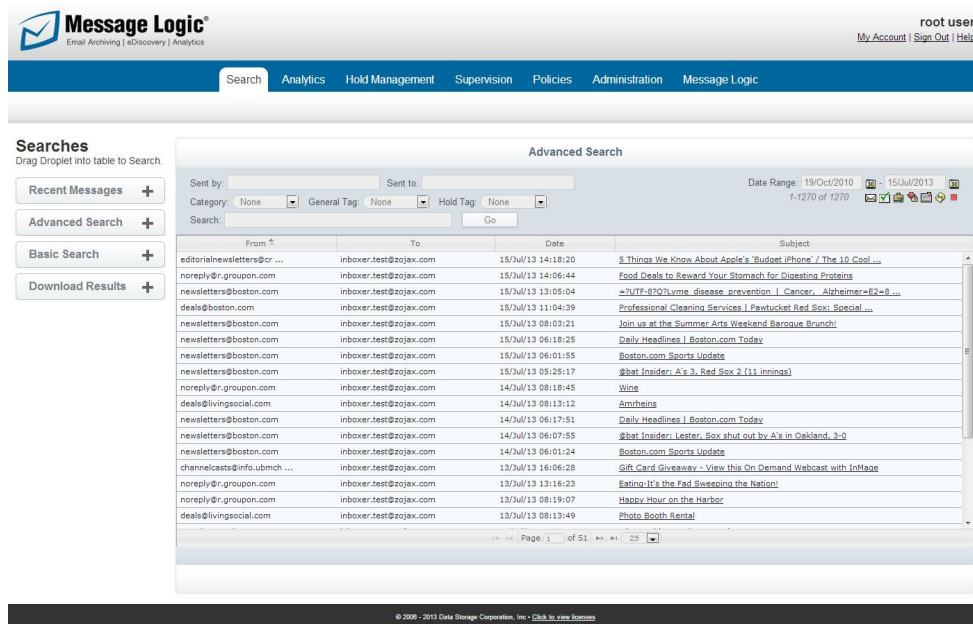 Message Logic®
Email Archiving | eDiscovery | Analytics
root user
My Account | Sign Out | Help
Search Analytics Hold Management Supervision Policies Administration Message Logic
Searches
Drag Droplet into table to Search.
Recent Messages +
Advanced Search +
Basic Search +
Download Results +
Advanced Search
Sent by: Sent to: Date Range: 19/Oct/2010 - 15/Jul/2013
Category: None General Tag: None Hold Tag: None 1-1270 of 1270
Search: Go
From To Date Subject
editorialnewsletters@cr ... inboxer.test@zojax.com 15/Jul/13 14:18:20 5 Things We Know About Apple's 'Budget iPhone' / The 10 Cool ...
noreply@r.groupon.com inboxer.test@zojax.com 15/Jul/13 14:06:44 Food Deals to Reward Your Stomach for Digesting Proteins
newsletters@boston.com inboxer.test@zojax.com 15/Jul/13 13:05:04 =?UTF-8?Q?Lyme_disease_prevention_|_Cancer,_Alzheimer=E2=8 ...
deals@boston.com inboxer.test@zojax.com 15/Jul/13 11:04:39 Professional Cleaning Services | Pawtucket Red Sox: Special ...
newsletters@boston.com inboxer.test@zojax.com 15/Jul/13 08:03:21 Join us at the Summer Arts Weekend Baroque Brunch!
newsletters@boston.com inboxer.test@zojax.com 15/Jul/13 06:18:25 Daily Headlines | Boston.com Today
newsletters@boston.com inboxer.test@zojax.com 15/Jul/13 06:01:55 Boston.com Sports Update
newsletters@boston.com inboxer.test@zojax.com 15/Jul/13 05:25:17 @bat Insider: A's 3, Red Sox 2 (11 innings)
noreply@r.groupon.com inboxer.test@zojax.com 14/Jul/13 08:18:45 Wine
deals@livingsocial.com inboxer.test@zojax.com 14/Jul/13 08:13:12 Amrheins
newsletters@boston.com inboxer.test@zojax.com 14/Jul/13 06:17:51 Daily Headlines | Boston.com Today
newsletters@boston.com inboxer.test@zojax.com 14/Jul/13 06:07:55 @bat Insider: Lester, Sox shut out by A's in Oakland, 3-0
newsletters@boston.com inboxer.test@zojax.com 14/Jul/13 06:01:24 Boston.com Sports Update
channelcasts@info.ubmch ... inboxer.test@zojax.com 13/Jul/13 16:06:28 Gift Card Giveaway - View this On Demand Webcast with InMage
noreply@r.groupon.com inboxer.test@zojax.com 13/Jul/13 13:16:23 Eating-It's the Fad Sweeping the Nation!
noreply@r.groupon.com inboxer.test@zojax.com 13/Jul/13 08:19:07 Happy Hour on the Harbor
deals@livingsocial.com inboxer.test@zojax.com 13/Jul/13 08:13:49 Photo Booth Rental
Page 1 of 51 25
© 2006 - 2013 Data Storage Corporation, Inc • Click to view licenses